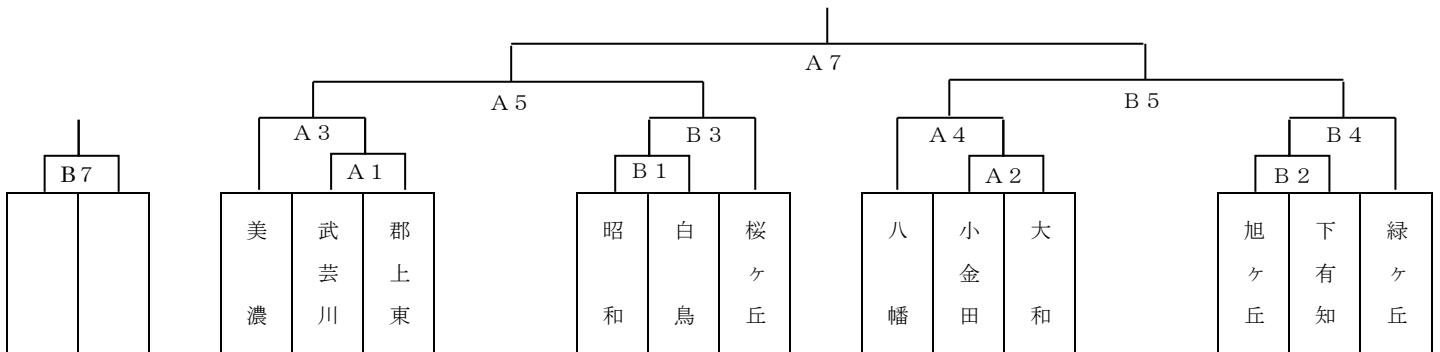 Ａ７
Ａ５
Ｂ５
Ａ３
Ｂ３
Ａ４
Ｂ４
Ｂ７
Ａ１
Ｂ１
Ａ２
Ｂ２
美濃
武芸川
郡上東
昭和
白鳥
桜ヶ丘
八幡
小金田
大和
旭ヶ丘
下有知
緑ヶ丘